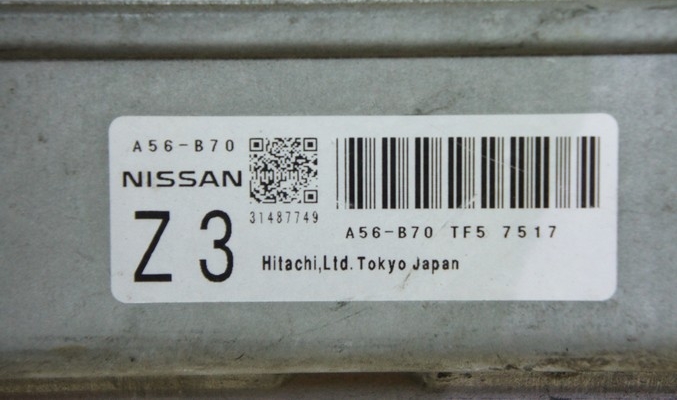 A56-B70
NISSAN
Z3
31487749
A56-B70 TF5 7517
Hitachi,Ltd. Tokyo Japan